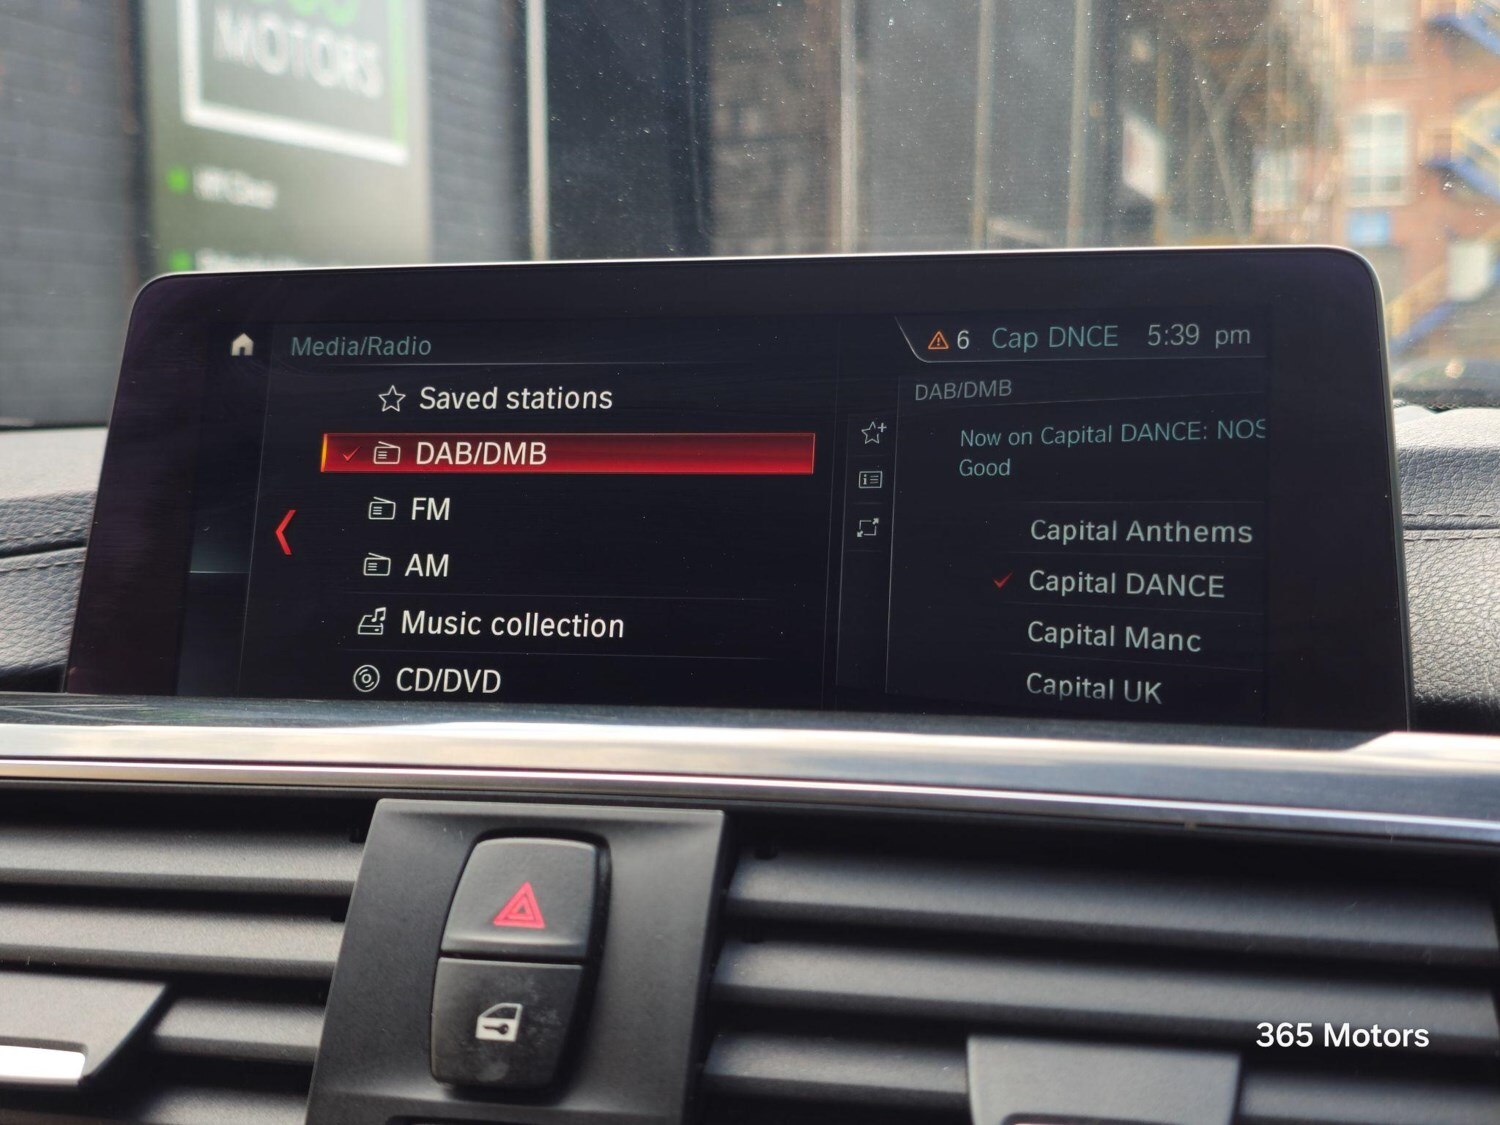 MOTORS
Media/Radio
6 Cap DNCE 5:39 pm
Saved stations
DAB/DMB
FM
AM
Music collection
CD/DVD
DAB/DMB
Now on Capital DANCE: NOS
Good
Capital Anthems
Capital DANCE
Capital Manc
Capital UK
365 Motors